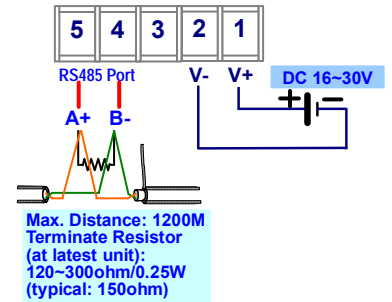 5 4 3 2 1
RS485 Port V- V+ DC 16~30V
A+ B- + −
Max. Distance: 1200M
Terminate Resistor
(at latest unit):
120~300ohm/0.25W
(typical: 150ohm)